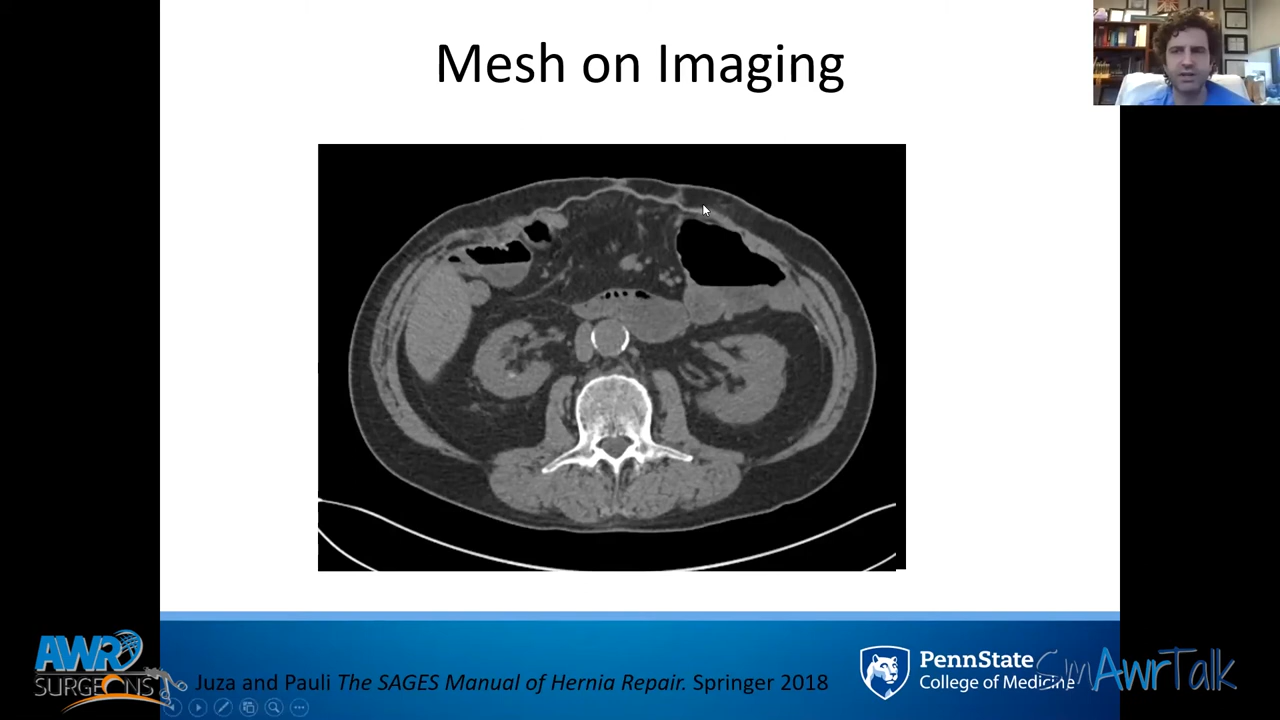 Mesh on Imaging
AWR
SURGEONS
Juza and Pauli The SAGES Manual of Hernia Repair. Springer 2018
PennState
College of Medicine
SmAwrTalk